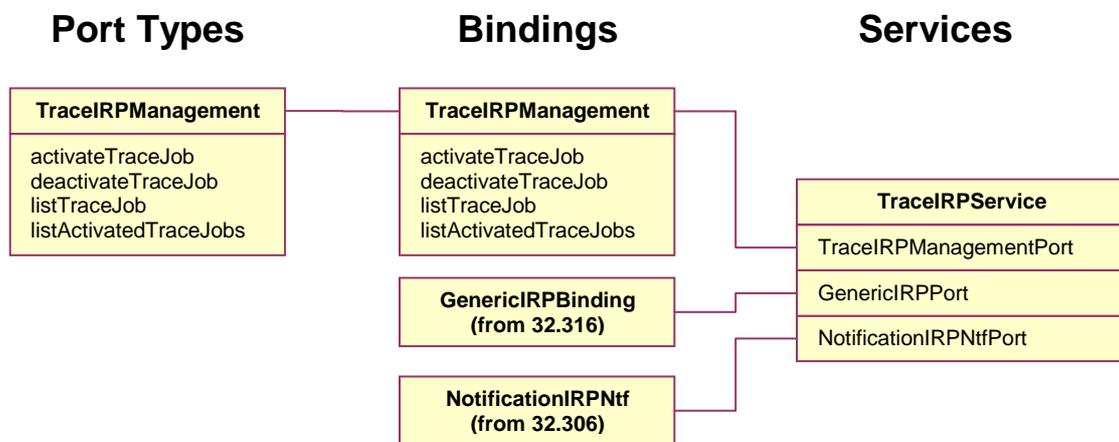 Port Types
Bindings
Services
TraceIRPManagement
activateTraceJob
deactivateTraceJob
listTraceJob
listActivatedTraceJobs
TraceIRPManagement
activateTraceJob
deactivateTraceJob
listTraceJob
listActivatedTraceJobs
GenericIRPBinding
(from 32.316)
NotificationIRPNtf
(from 32.306)
TraceIRPService
TraceIRPManagementPort
GenericIRPPort
NotificationIRPNtfPort